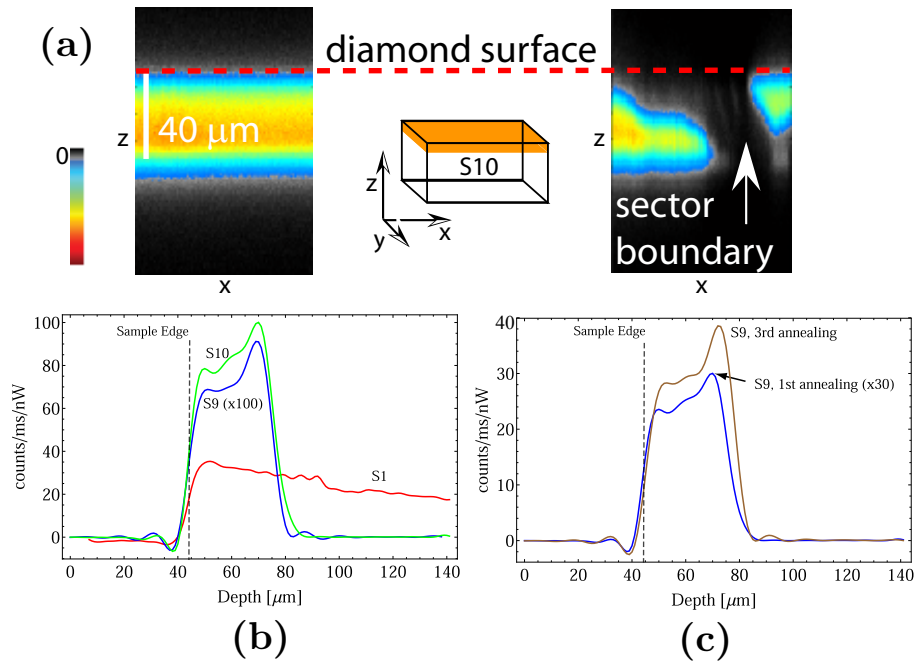 (a)
diamond surface
0
z
40 µm
x
S10
z
y
x
z
sector
boundary
x
counts/ms/nW
100
80
60
40
20
0
Sample Edge
S10
S9 (x100)
S1
0 20 40 60 80 100 120 140
Depth [µm]
(b)
counts/ms/nW
40
30
20
10
0
Sample Edge
S9, 3rd annealing
S9, 1st annealing (x30)
0 20 40 60 80 100 120 140
Depth [µm]
(c)